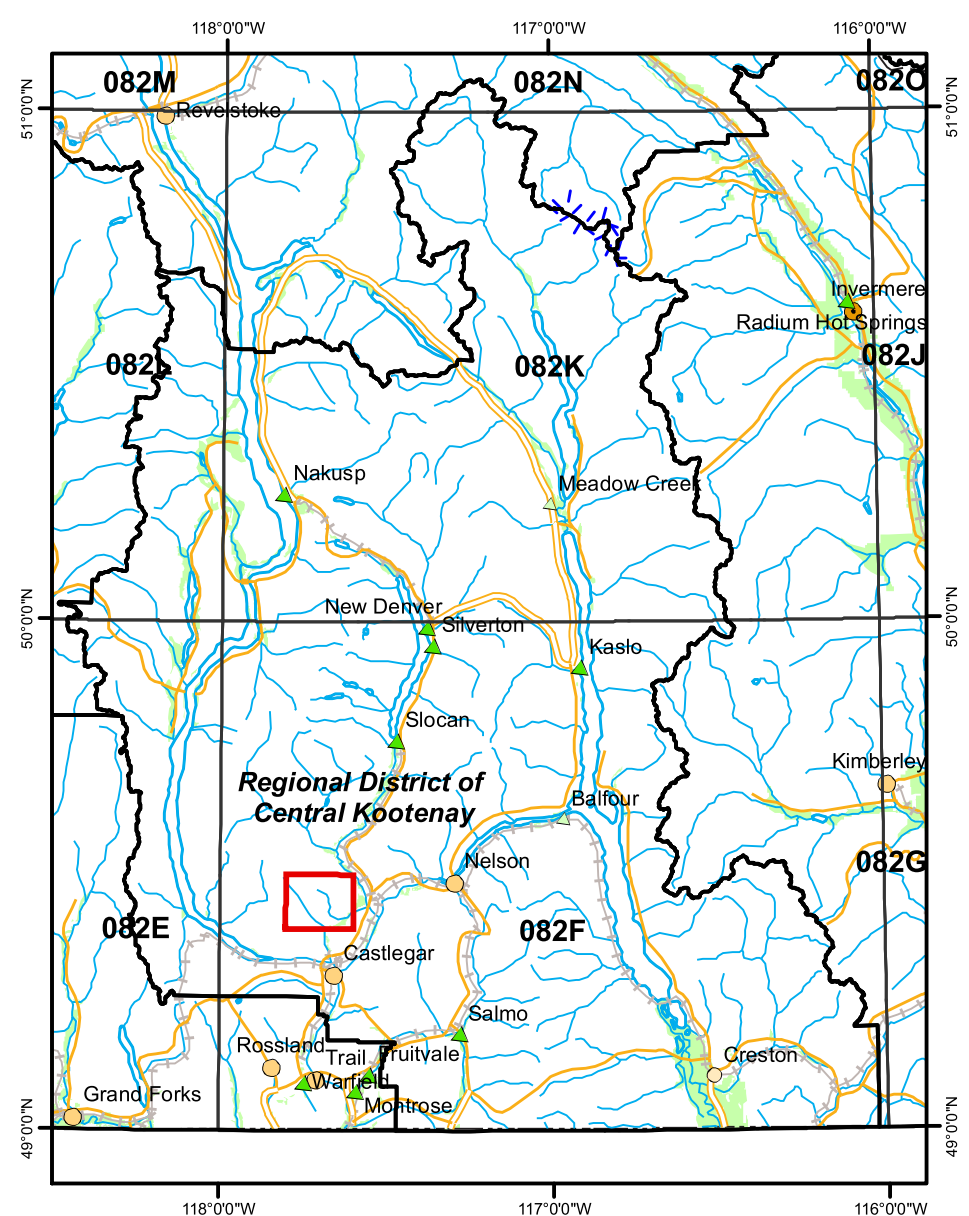 118°0'0"W
117°0'0"W
116°0'0"W
082M
082N
082O
51°0'0"N
51°0'0"N
Revelstoke
Invermere
Radium Hot Springs
082L
082K
082J
Nakusp
Meadow Creek
New Denver
Silverton
50°0'0"N
50°0'0"N
Kaslo
Slocan
Kimberley
Regional District of
Central Kootenay
Balfour
Nelson
082G
082E
082F
Castlegar
Salmo
Rossland
Trail
Fruitvale
Creston
Warfield
Grand Forks
Montrose
49°0'0"N
49°0'0"N
118°0'0"W
117°0'0"W
116°0'0"W